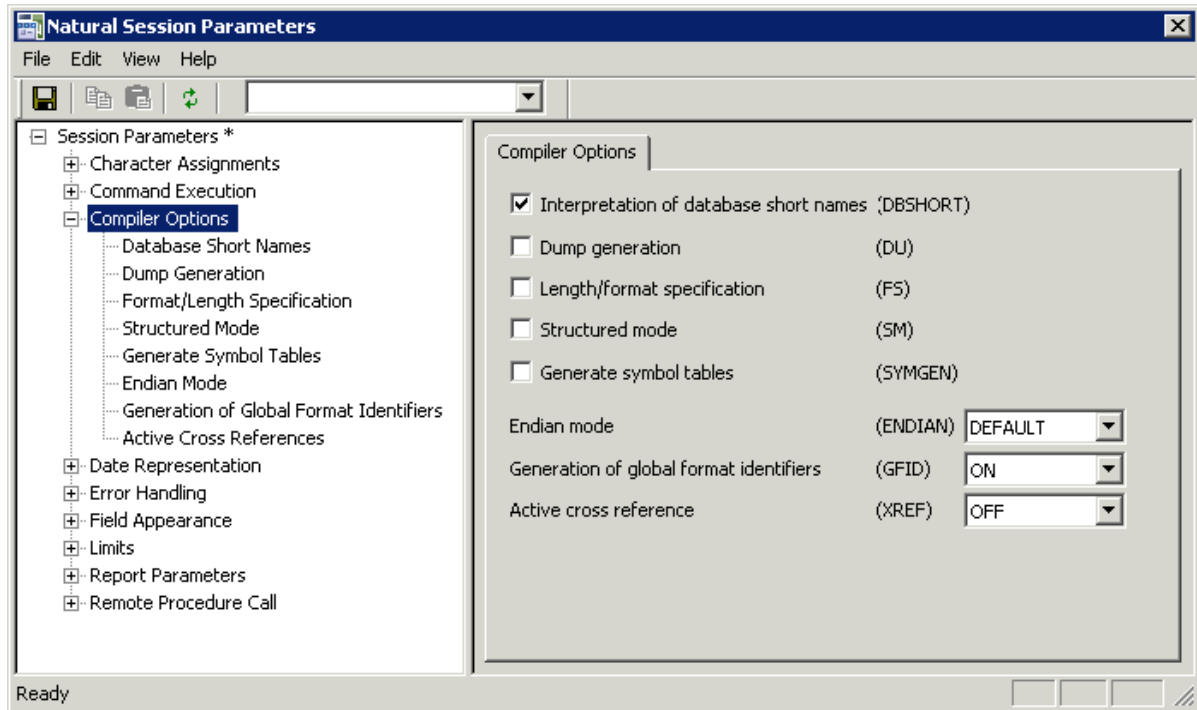 Natural Session Parameters
File Edit View Help
Session Parameters *
Character Assignments
Command Execution
Compiler Options
Database Short Names
Dump Generation
Format/Length Specification
Structured Mode
Generate Symbol Tables
Endian Mode
Generation of Global Format Identifiers
Active Cross References
Date Representation
Error Handling
Field Appearance
Limits
Report Parameters
Remote Procedure Call
Compiler Options
Interpretation of database short names (DBSHORT)
Dump generation (DU)
Length/format specification (FS)
Structured mode (SM)
Generate symbol tables (SYMGEN)
Endian mode (ENDIAN) DEFAULT
Generation of global format identifiers (GFID) ON
Active cross reference (XREF) OFF
Ready